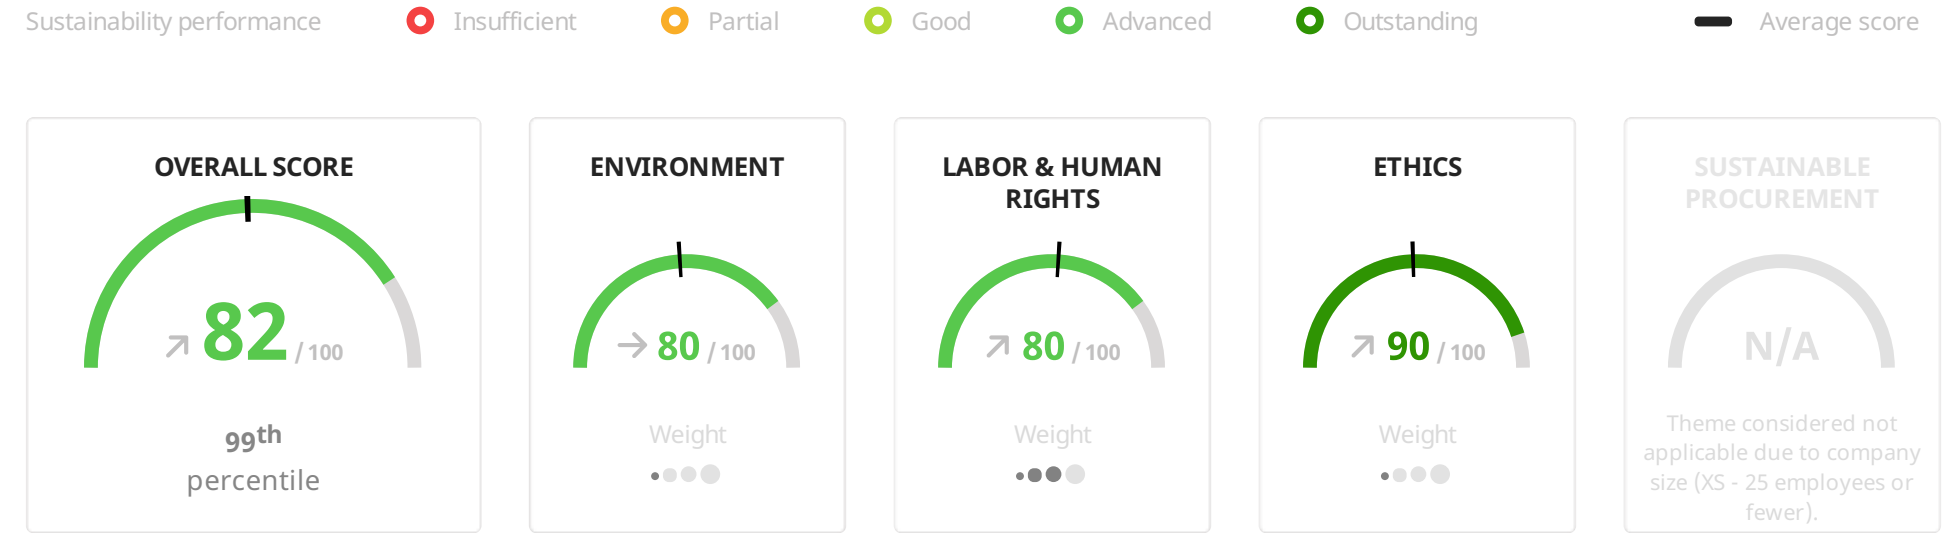 Sustainability performance Insufficient Partial Good Advanced Outstanding Average score
OVERALL SCORE
82 / 100
99th
percentile
ENVIRONMENT
80 / 100
Weight
LABOR & HUMAN
RIGHTS
80 / 100
Weight
ETHICS
90 / 100
Weight
SUSTAINABLE
PROCUREMENT
N/A
Theme considered not
applicable due to company
size (XS - 25 employees or
fewer).